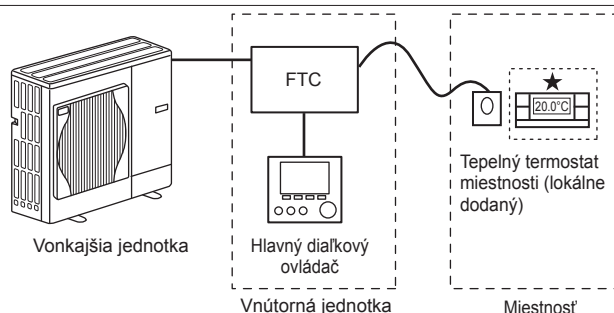 FTC
20.0°C
Tepelný termostat
miestnosti (lokálne
dodaný)
Vonkajšia jednotka
Hlavný diaľkový
ovládač
Vnútorná jednotka
Miestnosť